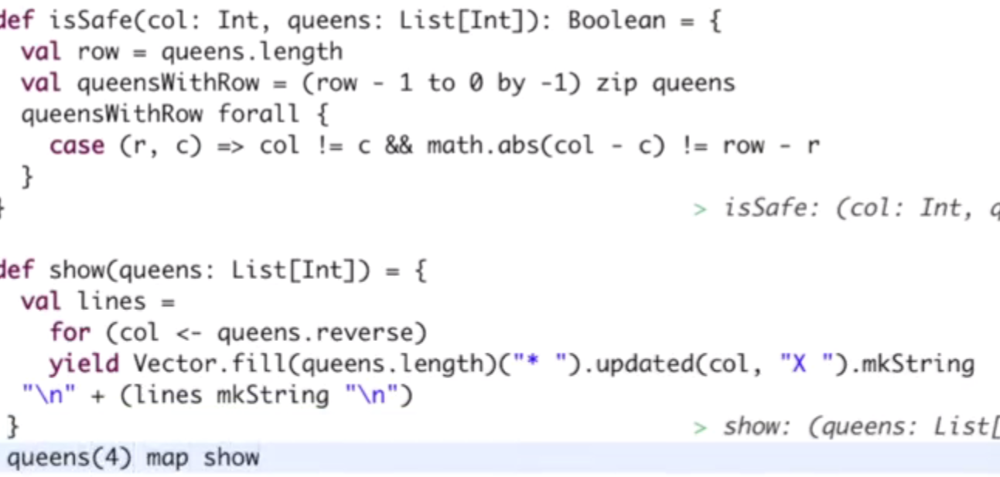 def isSafe(col: Int, queens: List[Int]): Boolean = {
  val row = queens.length
  val queensWithRow = (row - 1 to 0 by -1) zip queens
  queensWithRow forall {
    case (r, c) => col != c && math.abs(col - c) != row - r
  }
} > isSafe: (col: Int, q
def show(queens: List[Int]) = {
  val lines =
    for (col <- queens.reverse)
    yield Vector.fill(queens.length)("* ").updated(col, "X ").mkString
  "\n" + (lines mkString "\n")
} > show: (queens: List[
queens(4) map show